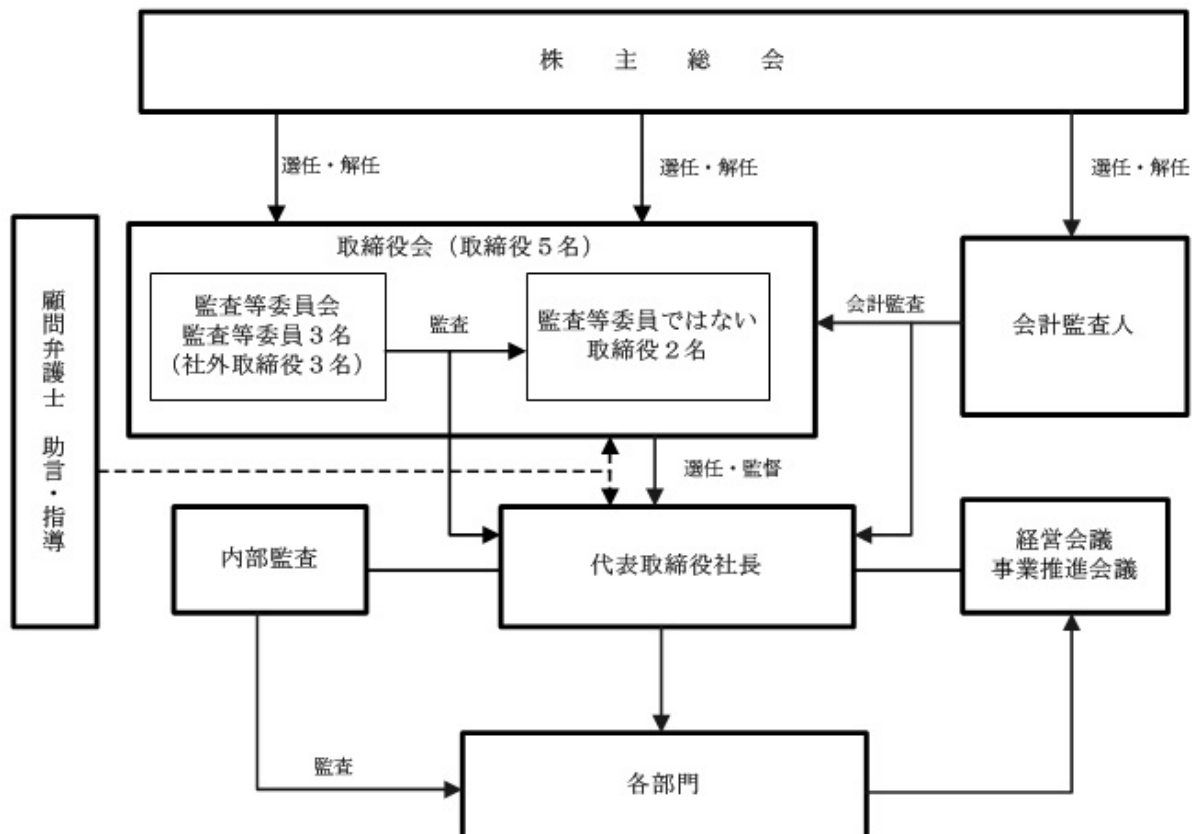 株　主　総　会
選任・解任
選任・解任
選任・解任
顧問弁護士　助言・指導
取締役会（取締役５名）
監査等委員会
監査等委員３名
（社外取締役３名）
監査
監査等委員ではない
取締役２名
会計監査
会計監査人
選任・監督
内部監査
代表取締役社長
経営会議
事業推進会議
監査
各部門